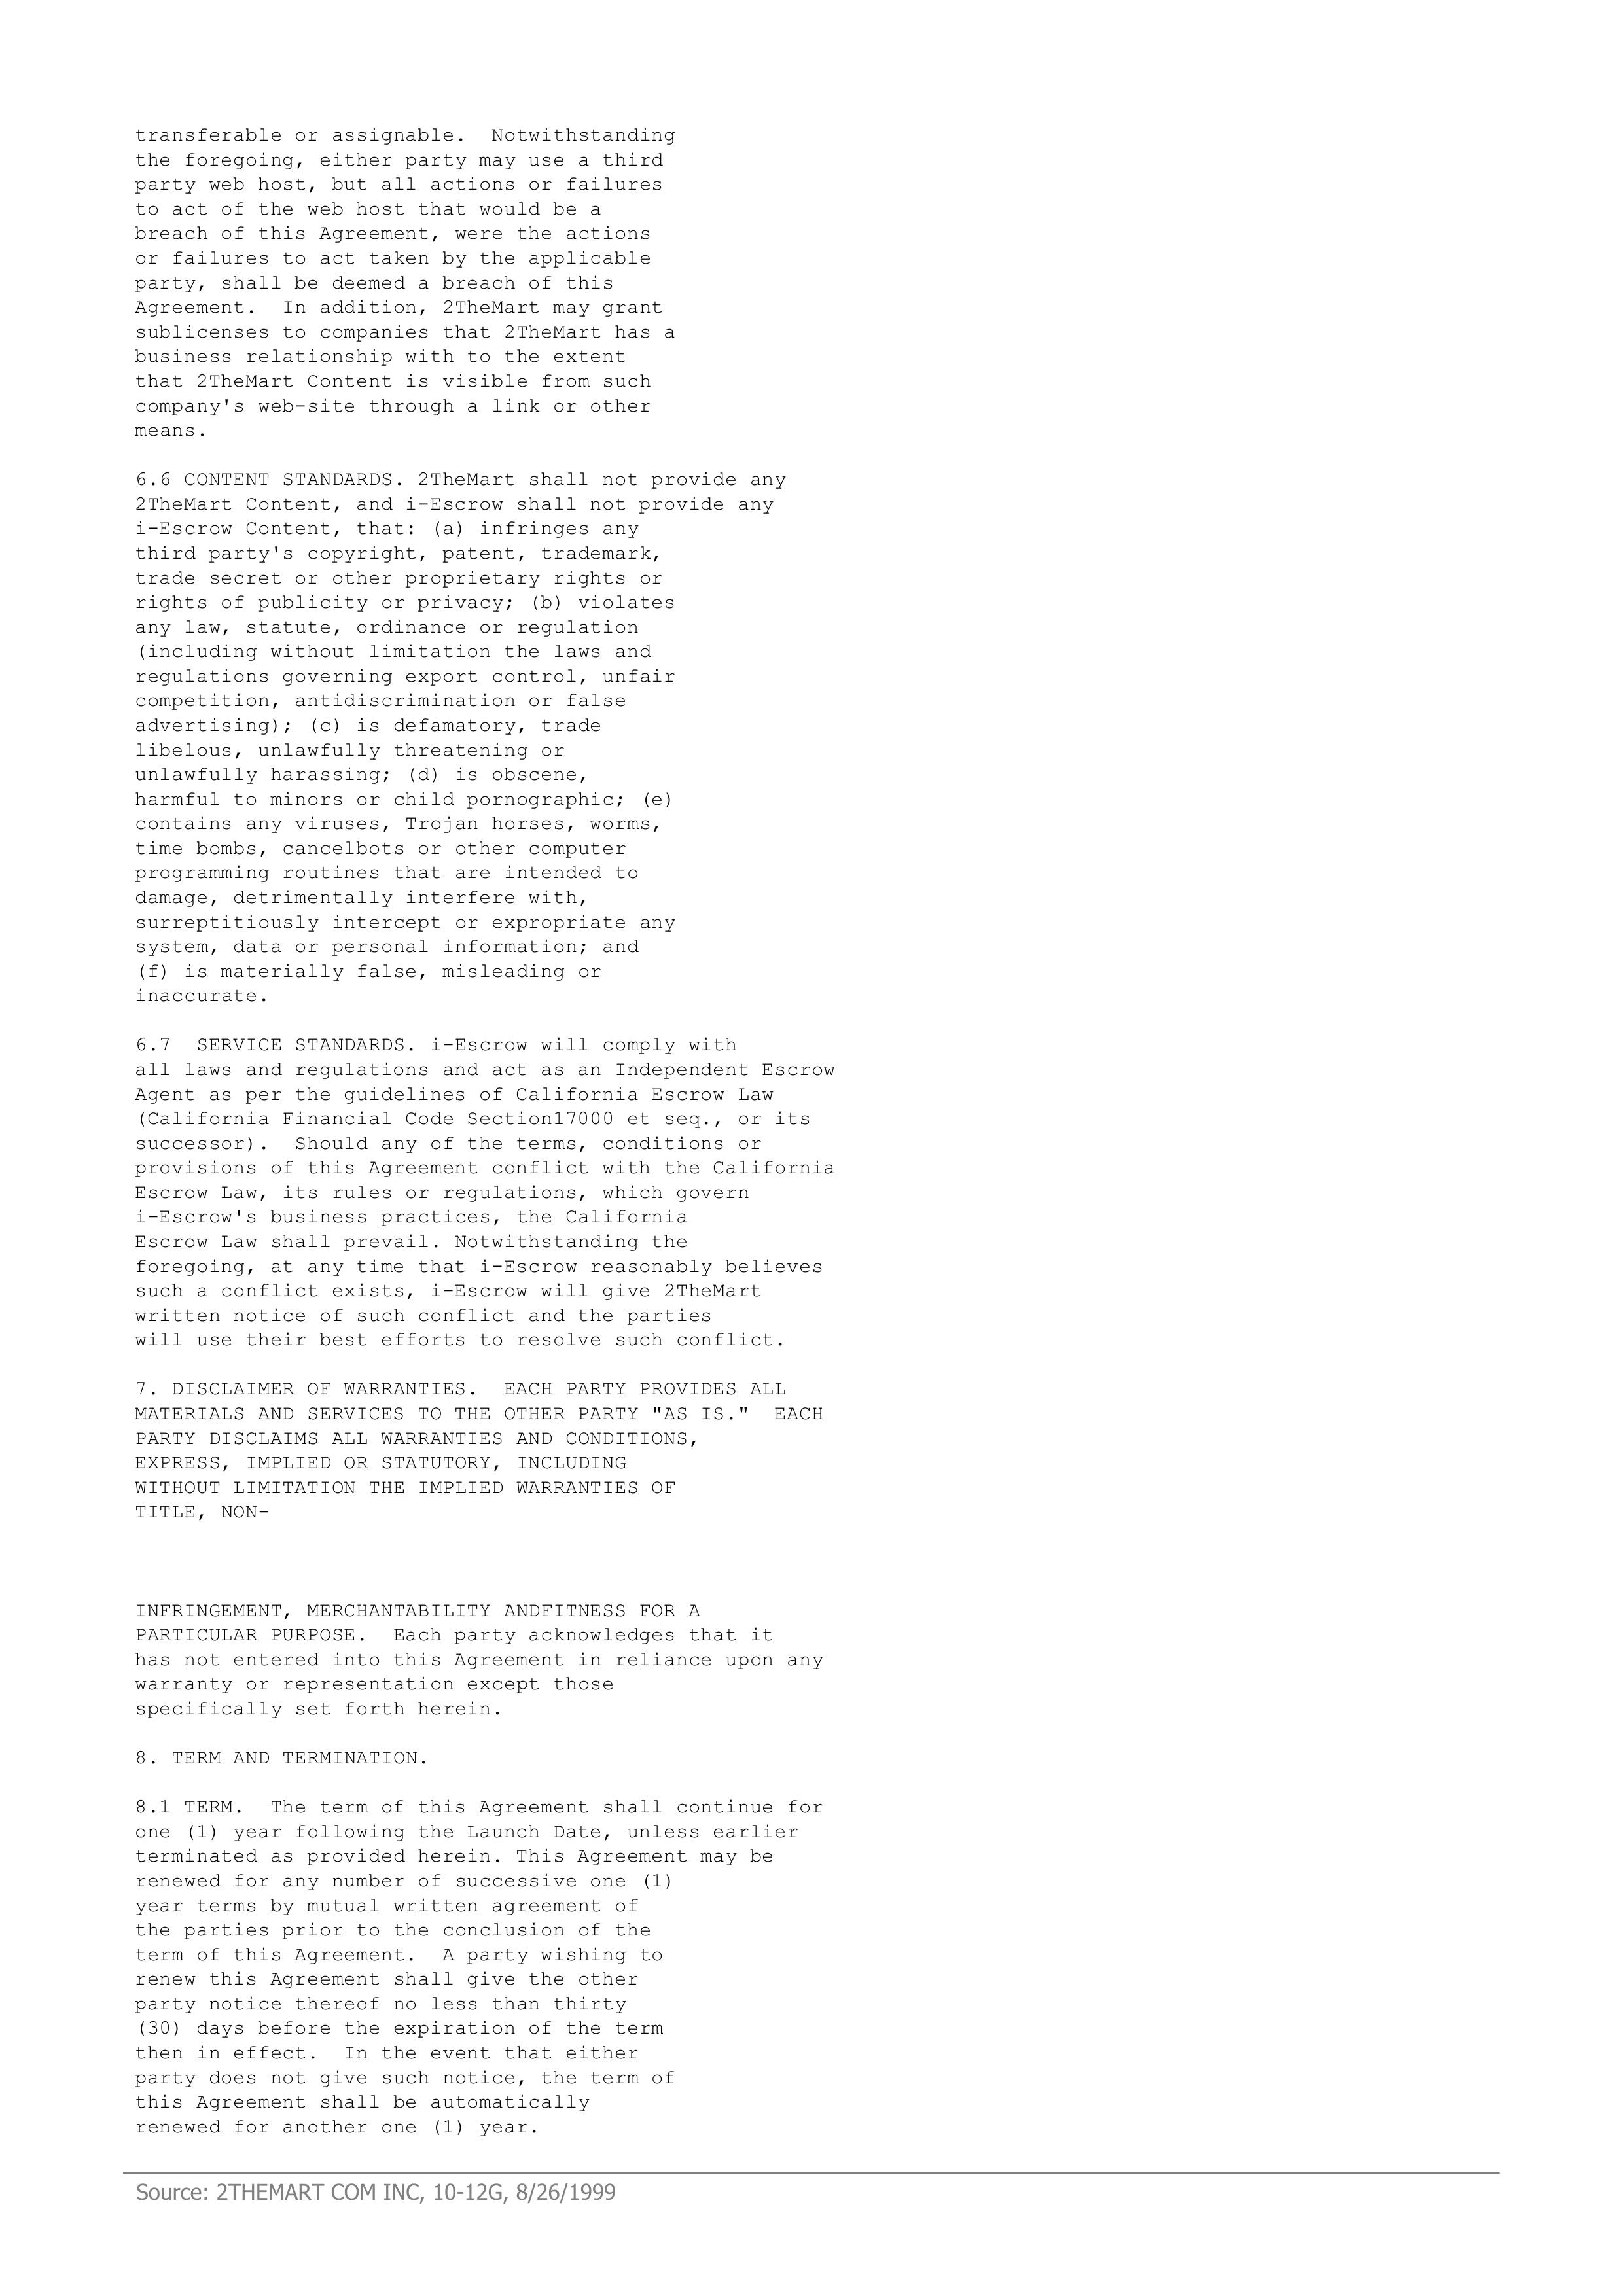 transferable or assignable.  Notwithstanding
the foregoing, either party may use a third
party web host, but all actions or failures
to act of the web host that would be a
breach of this Agreement, were the actions
or failures to act taken by the applicable
party, shall be deemed a breach of this
Agreement.  In addition, 2TheMart may grant
sublicenses to companies that 2TheMart has a
business relationship with to the extent
that 2TheMart Content is visible from such
company's web-site through a link or other
means.
6.6 CONTENT STANDARDS. 2TheMart shall not provide any
2TheMart Content, and i-Escrow shall not provide any
i-Escrow Content, that: (a) infringes any
third party's copyright, patent, trademark,
trade secret or other proprietary rights or
rights of publicity or privacy; (b) violates
any law, statute, ordinance or regulation
(including without limitation the laws and
regulations governing export control, unfair
competition, antidiscrimination or false
advertising); (c) is defamatory, trade
libelous, unlawfully threatening or
unlawfully harassing; (d) is obscene,
harmful to minors or child pornographic; (e)
contains any viruses, Trojan horses, worms,
time bombs, cancelbots or other computer
programming routines that are intended to
damage, detrimentally interfere with,
surreptitiously intercept or expropriate any
system, data or personal information; and
(f) is materially false, misleading or
inaccurate.
6.7  SERVICE STANDARDS. i-Escrow will comply with
all laws and regulations and act as an Independent Escrow
Agent as per the guidelines of California Escrow Law
(California Financial Code Section17000 et seq., or its
successor).  Should any of the terms, conditions or
provisions of this Agreement conflict with the California
Escrow Law, its rules or regulations, which govern
i-Escrow's business practices, the California
Escrow Law shall prevail. Notwithstanding the
foregoing, at any time that i-Escrow reasonably believes
such a conflict exists, i-Escrow will give 2TheMart
written notice of such conflict and the parties
will use their best efforts to resolve such conflict.
7. DISCLAIMER OF WARRANTIES.  EACH PARTY PROVIDES ALL
MATERIALS AND SERVICES TO THE OTHER PARTY "AS IS."  EACH
PARTY DISCLAIMS ALL WARRANTIES AND CONDITIONS,
EXPRESS, IMPLIED OR STATUTORY, INCLUDING
WITHOUT LIMITATION THE IMPLIED WARRANTIES OF
TITLE, NON-
INFRINGEMENT, MERCHANTABILITY ANDFITNESS FOR A
PARTICULAR PURPOSE.  Each party acknowledges that it
has not entered into this Agreement in reliance upon any
warranty or representation except those
specifically set forth herein.
8. TERM AND TERMINATION.
8.1 TERM.  The term of this Agreement shall continue for
one (1) year following the Launch Date, unless earlier
terminated as provided herein. This Agreement may be
renewed for any number of successive one (1)
year terms by mutual written agreement of
the parties prior to the conclusion of the
term of this Agreement.  A party wishing to
renew this Agreement shall give the other
party notice thereof no less than thirty
(30) days before the expiration of the term
then in effect.  In the event that either
party does not give such notice, the term of
this Agreement shall be automatically
renewed for another one (1) year.
Source: 2THEMART COM INC, 10-12G, 8/26/1999